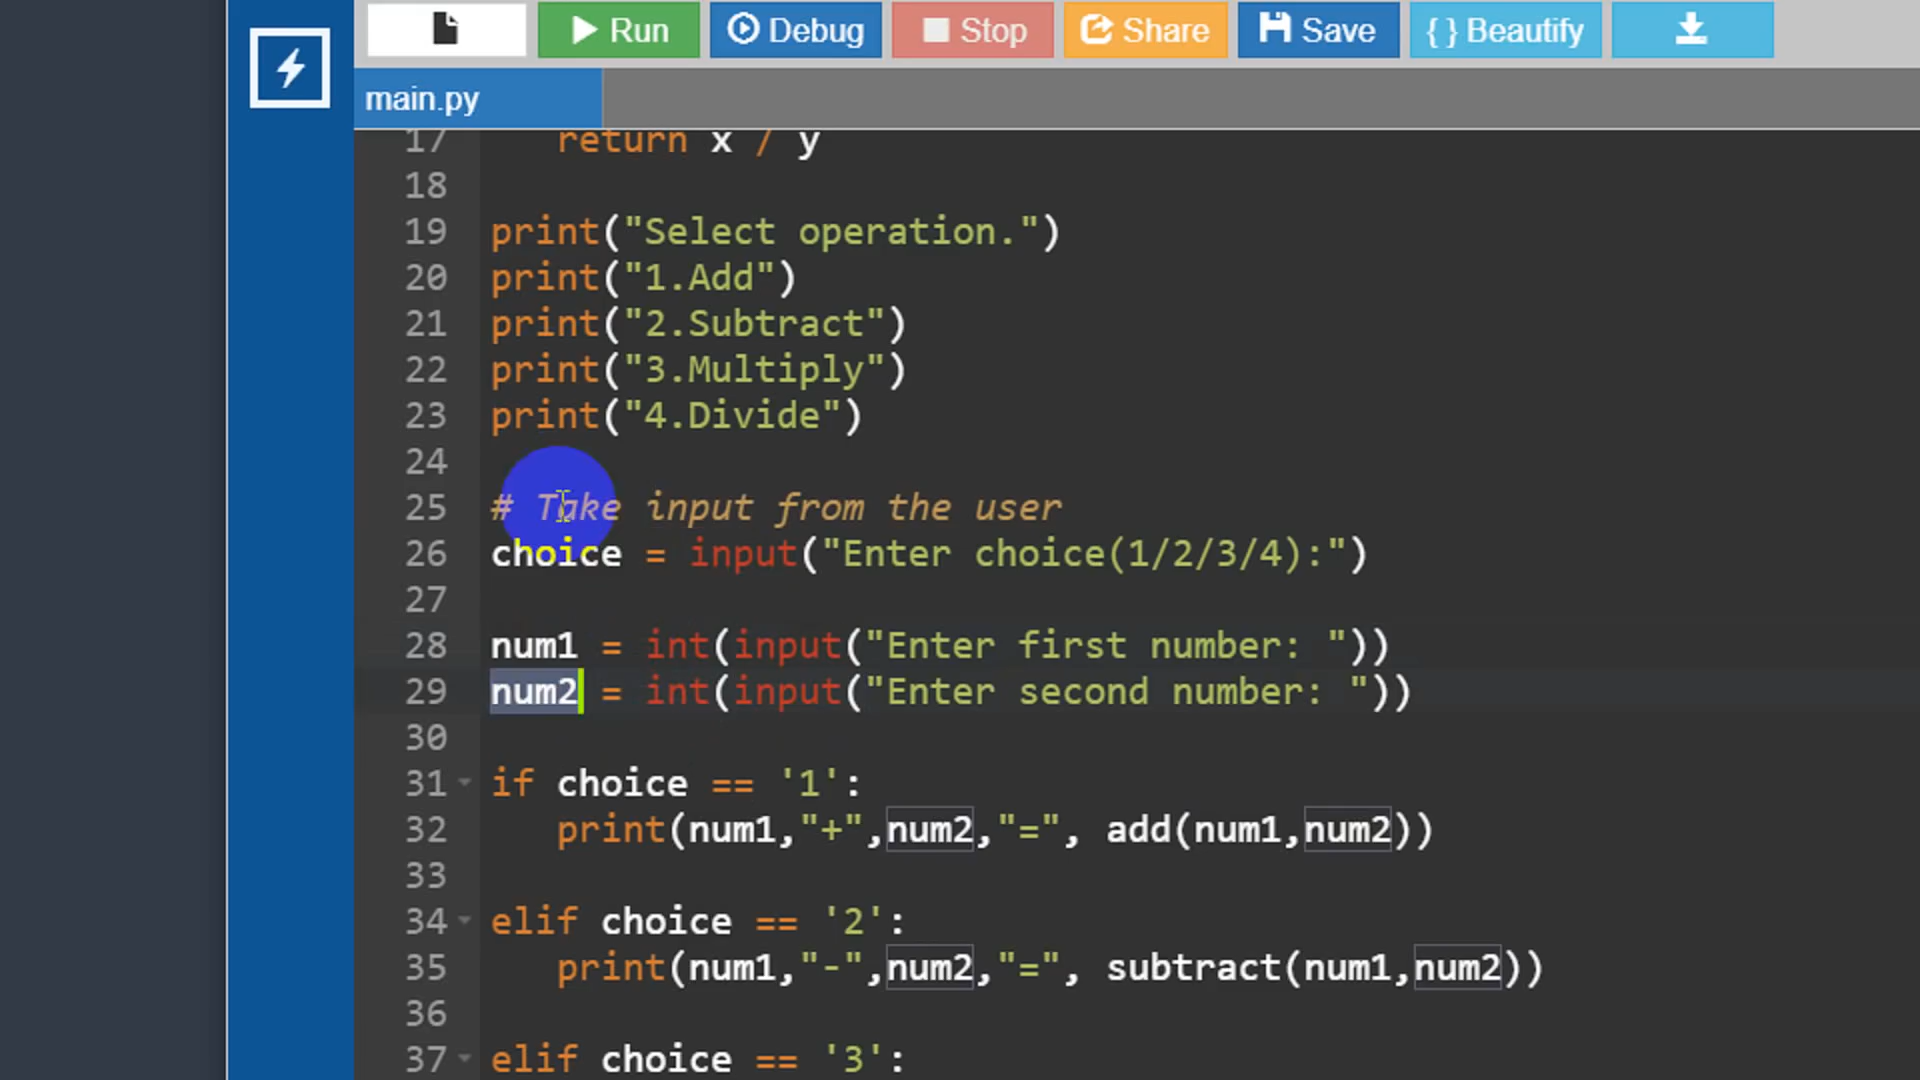 Run Debug Stop Share Save { } Beautify
main.py
17 return x / y
18
19 print("Select operation.")
20 print("1.Add")
21 print("2.Subtract")
22 print("3.Multiply")
23 print("4.Divide")
24
25 # Take input from the user
26 choice = input("Enter choice(1/2/3/4):")
27
28 num1 = int(input("Enter first number: "))
29 num2 = int(input("Enter second number: "))
30
31 if choice == '1':
32 print(num1,"+",num2,"=", add(num1,num2))
33
34 elif choice == '2':
35 print(num1,"-",num2,"=", subtract(num1,num2))
36
37 elif choice == '3':